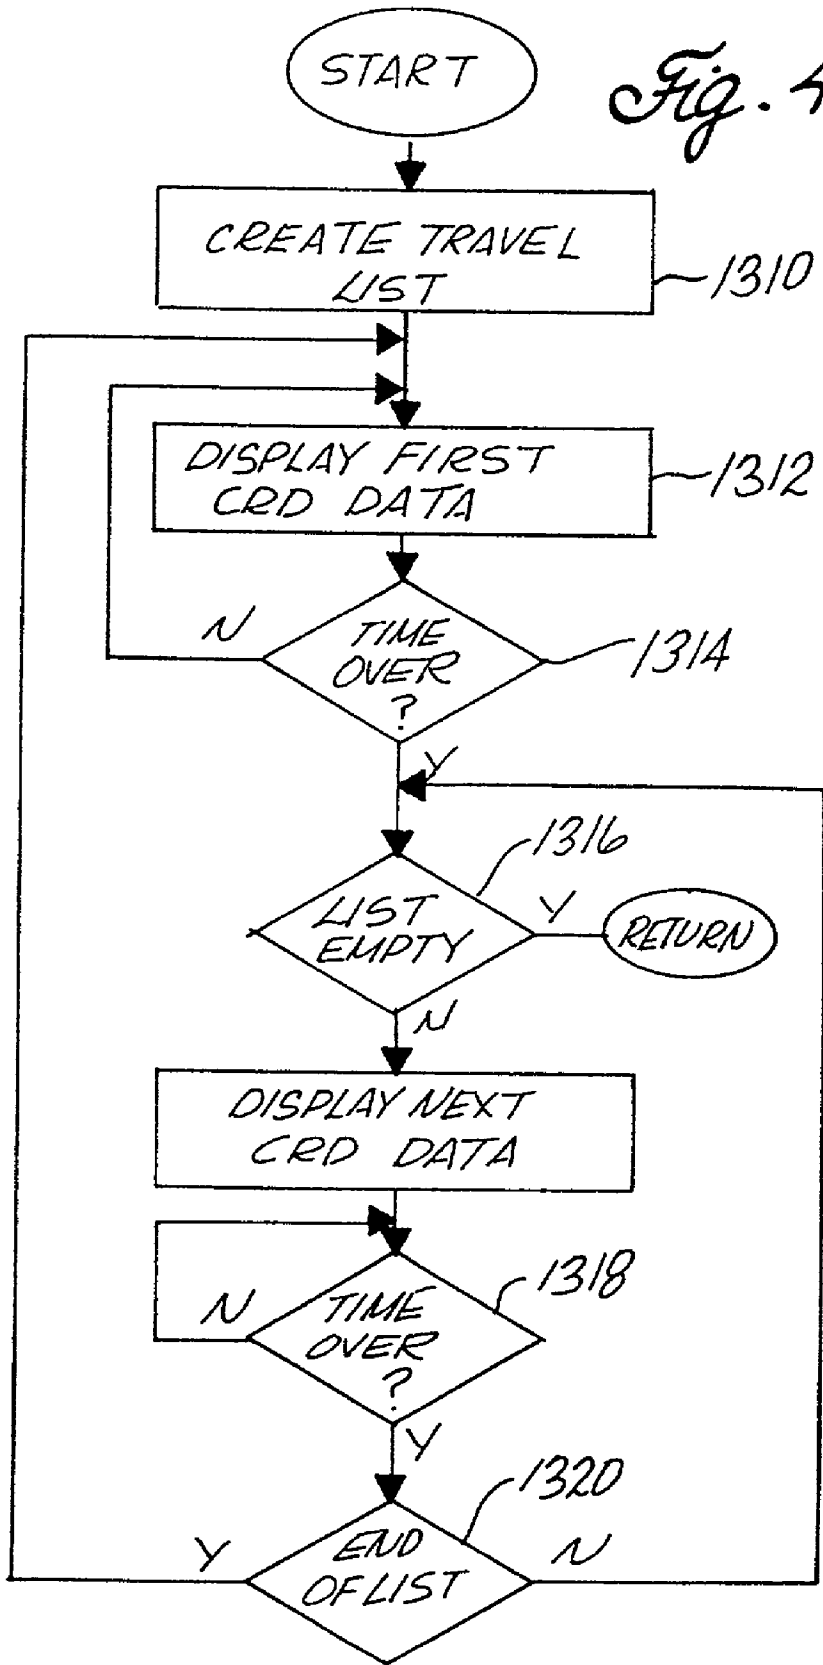 START
Fig. 4
CREATE TRAVEL
LIST
1310
DISPLAY FIRST
CRD DATA
1312
N
TIME
OVER
?
1314
Y
1316
LIST
EMPTY
Y
RETURN
N
DISPLAY NEXT
CRD DATA
N
TIME
OVER
?
1318
Y
1320
Y
END
OF LIST
N